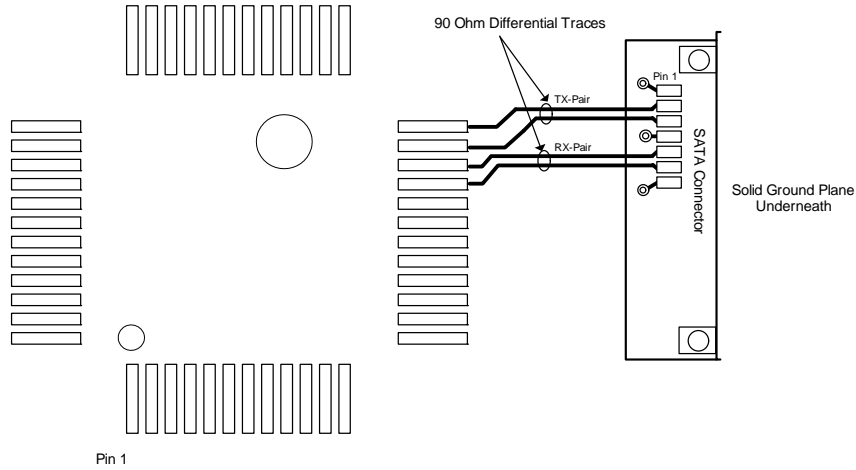 90 Ohm Differential Traces
Pin 1
TX-Pair
RX-Pair
SATA Connector
Solid Ground Plane
Underneath
Pin 1